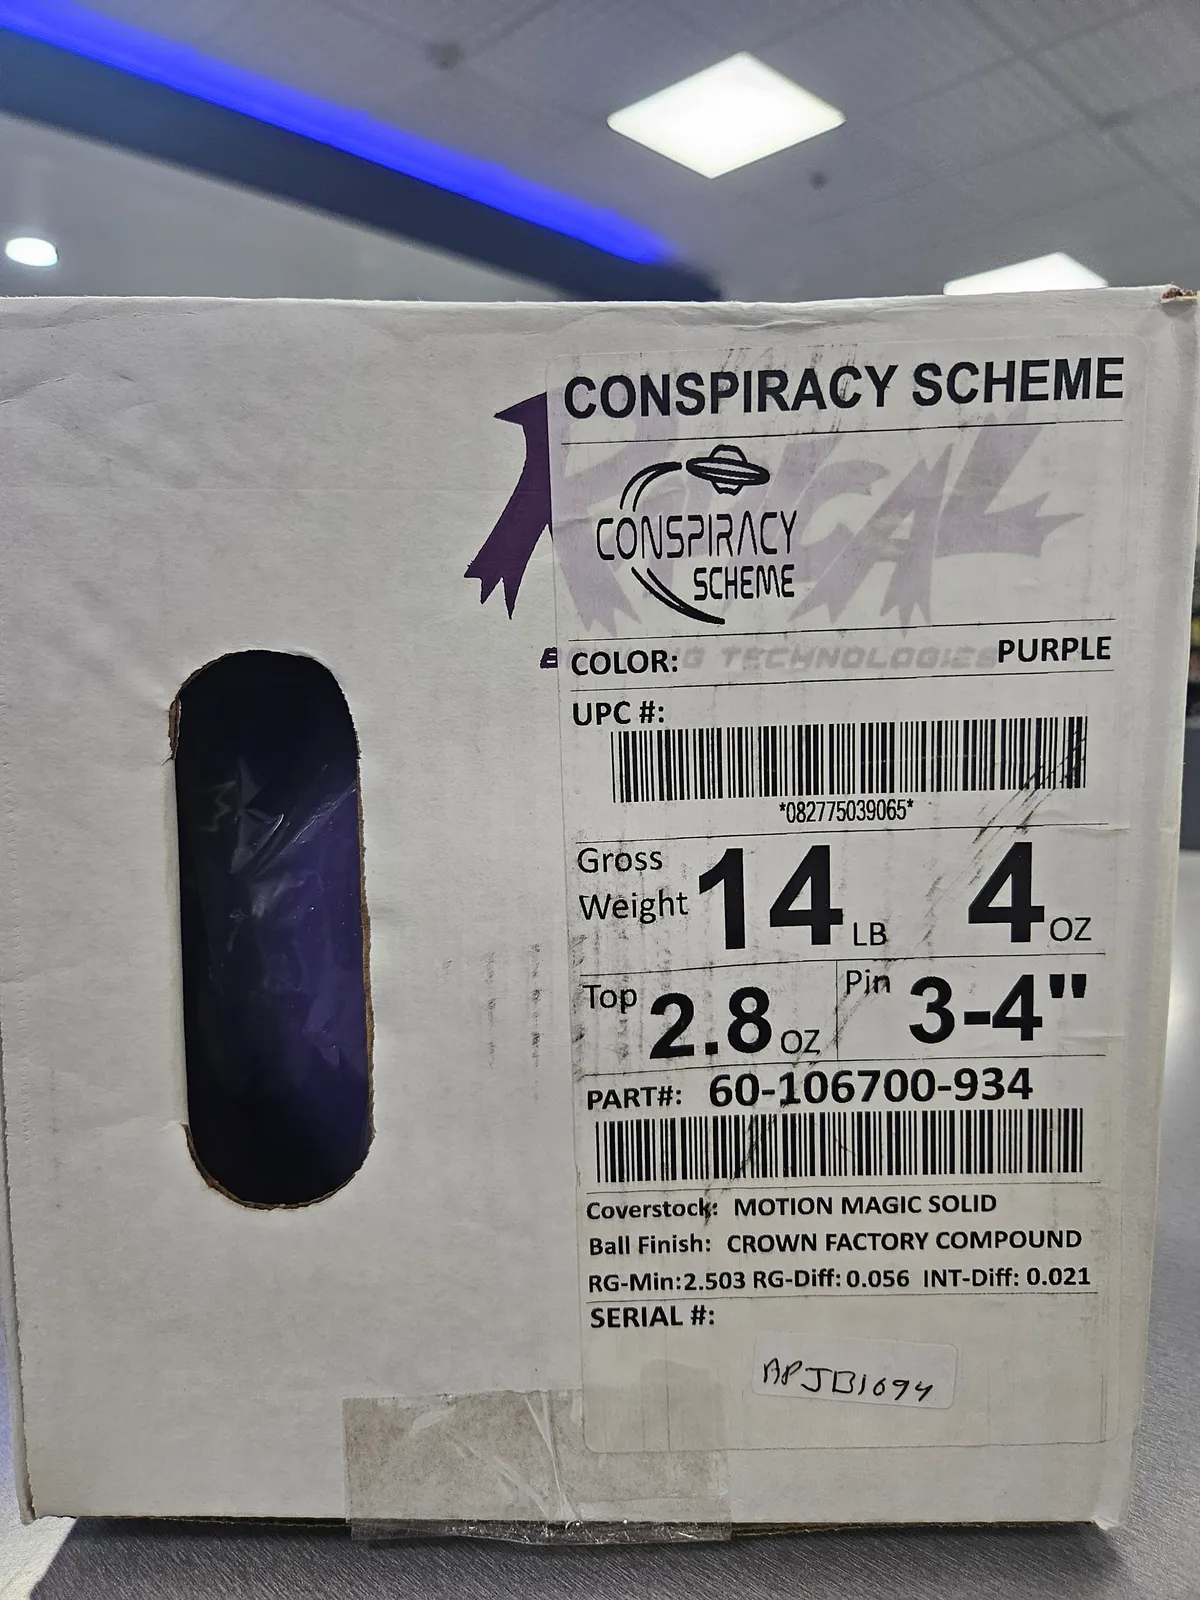 CONSPIRACY SCHEME
RADICAL
CONSPIRACY
SCHEME
TECHNOLOGIES
COLOR: PURPLE
UPC #:
*082775039065*
Gross Weight 14 LB 4 OZ
Top 2.8 OZ Pin 3-4"
PART#: 60-106700-934
Coverstock: MOTION MAGIC SOLID
Ball Finish: CROWN FACTORY COMPOUND
RG-Min:2.503 RG-Diff: 0.056 INT-Diff: 0.021
SERIAL #:
APJB1694